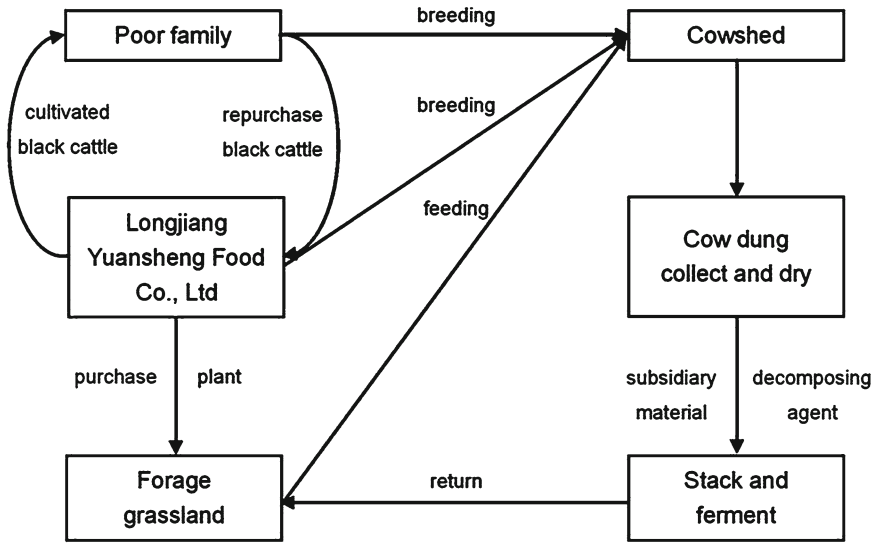 Poor family
breeding
Cowshed
cultivated
black cattle
repurchase
black cattle
breeding
feeding
Longjiang
Yuansheng Food
Co., Ltd
Cow dung
collect and dry
purchase
plant
subsidiary
material
decomposing
agent
Forage
grassland
return
Stack and
ferment